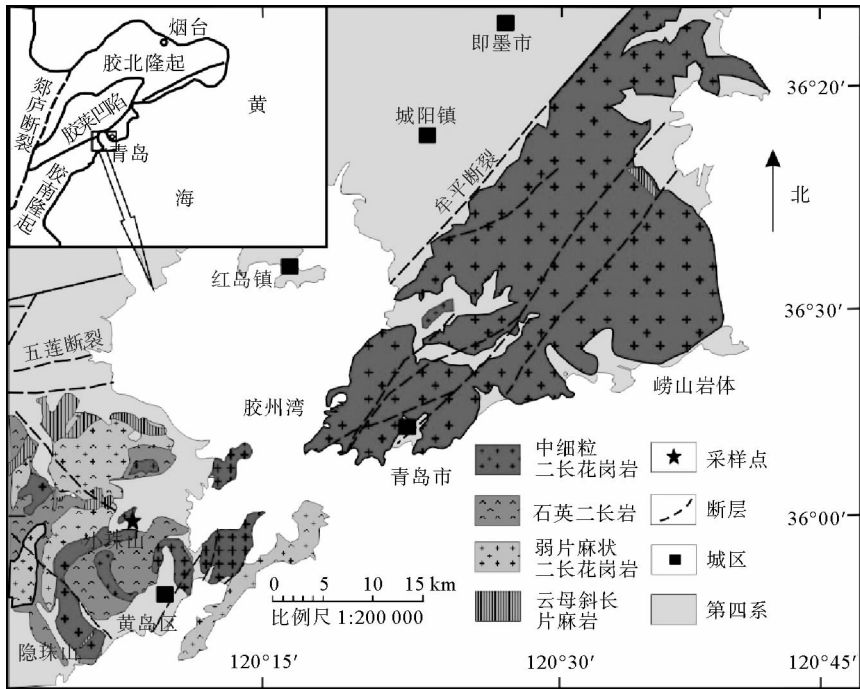 烟台
胶北隆起
郯庐断裂
胶莱凹陷
黄
青岛
海
胶南隆起
即墨市
36°20′
城阳镇
牟平断裂
北
红岛镇
36°30′
五莲断裂
崂山岩体
胶州湾
青岛市
中细粒
二长花岗岩
采样点
石英二长岩
断层
36°00′
小珠山
弱片麻状
二长花岗岩
城区
0 5 10 15 km
比例尺 1:200 000
云母斜长
片麻岩
第四系
黄岛区
隐珠山
120°15′
120°30′
120°45′